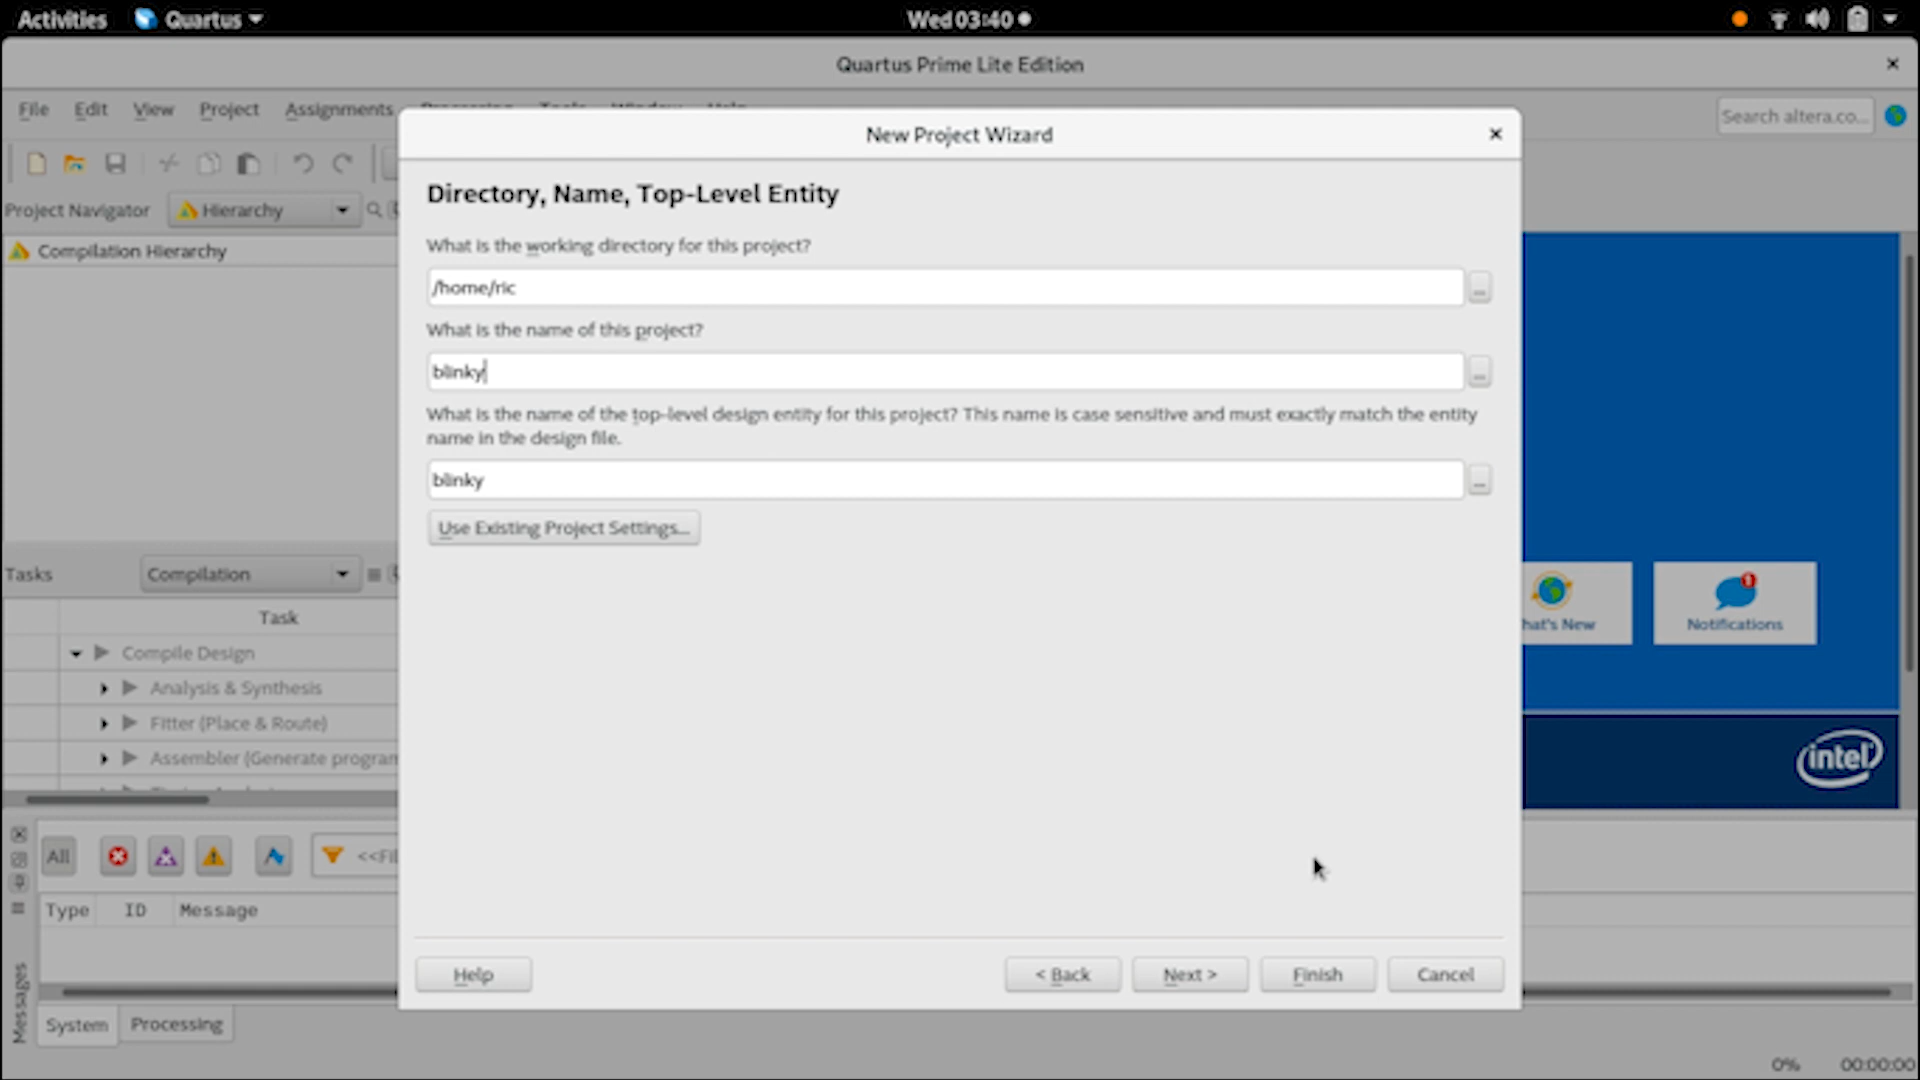 Activities Quartus Wed 03:40
Quartus Prime Lite Edition
File Edit View Project Assignments Processing Tools Window Help
Search altera.co...
New Project Wizard
Project Navigator Hierarchy
Compilation Hierarchy
Directory, Name, Top-Level Entity
What is the working directory for this project?
/home/ric
...
What is the name of this project?
blinky
...
What is the name of the top-level design entity for this project? This name is case sensitive and must exactly match the entity
name in the design file.
blinky
...
Use Existing Project Settings...
Tasks Compilation
Task
Compile Design
Analysis & Synthesis
Fitter (Place & Route)
Assembler (Generate program
hat's New
Notifications
intel
All
<<Fil
Type ID Message
Messages
Help < Back Next > Finish Cancel
System Processing
0% 00:00:00